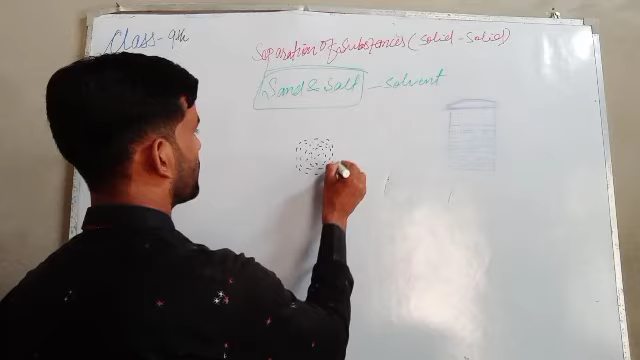 Class - 9th
Separation of Substances (Solid - Solid)
Sand & Salt - Solvent